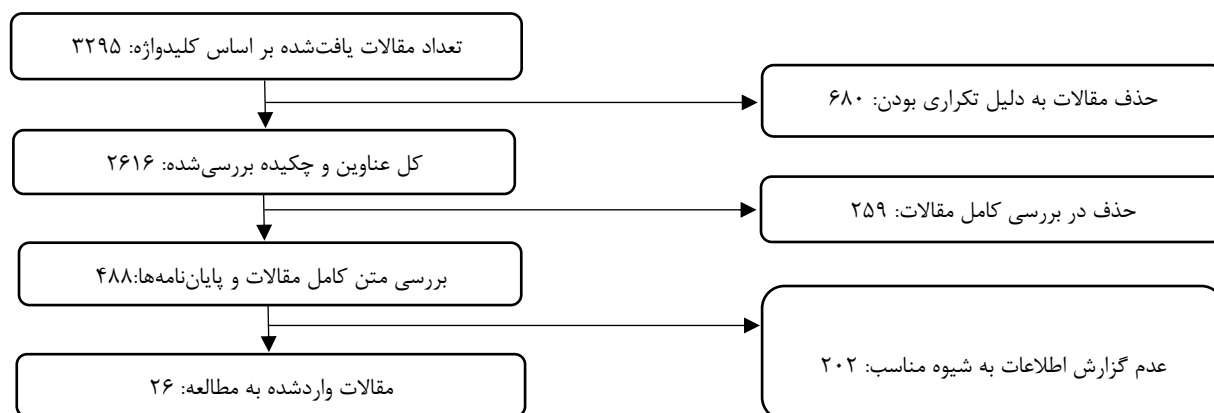 تعداد مقالات یافت‌شده بر اساس کلیدواژه: ۳۲۹۵
حذف مقالات به دلیل تکراری بودن: ۶۸۰
کل عناوین و چکیده بررسی‌شده: ۲۶۱۶
حذف در بررسی کامل مقالات: ۲۵۹
بررسی متن کامل مقالات و پایان‌نامه‌ها:۴۸۸
عدم گزارش اطلاعات به شیوه مناسب: ۲۰۲
مقالات واردشده به مطالعه: ۲۶